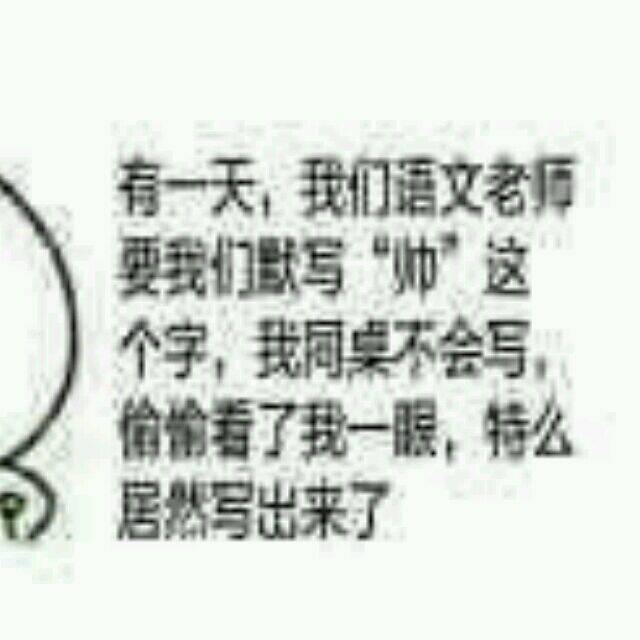 有一天，我们语文老师
要我们默写“帅”这
个字，我同桌不会写，
偷偷看了我一眼，特么
居然写出来了